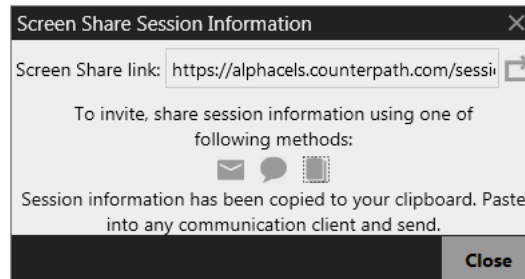 Screen Share Session Information
Screen Share link: https://alphacels.counterpath.com/sessi
To invite, share session information using one of
following methods:
Session information has been copied to your clipboard. Paste
into any communication client and send.
Close